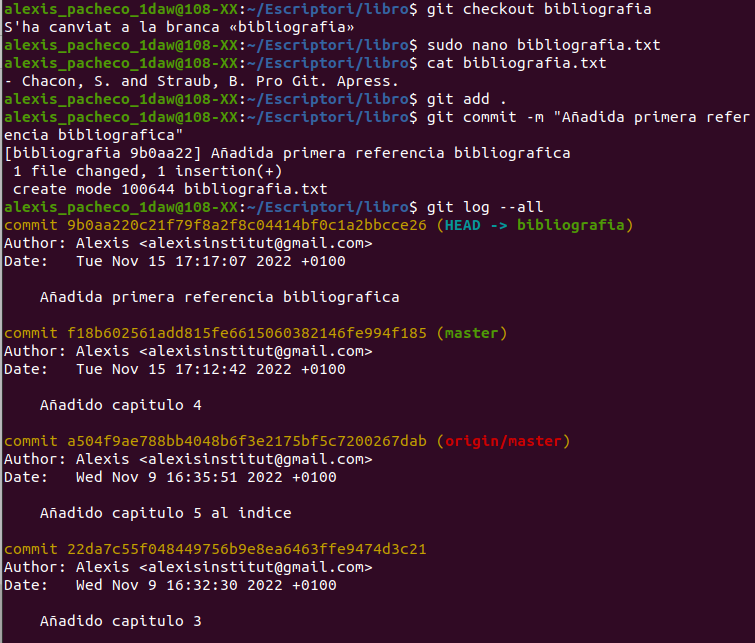 alexis_pacheco_1daw@108-XX:~/Escriptori/libro$ git checkout bibliografia
S'ha canviat a la branca «bibliografia»
alexis_pacheco_1daw@108-XX:~/Escriptori/libro$ sudo nano bibliografia.txt
alexis_pacheco_1daw@108-XX:~/Escriptori/libro$ cat bibliografia.txt
- Chacon, S. and Straub, B. Pro Git. Apress.
alexis_pacheco_1daw@108-XX:~/Escriptori/libro$ git add .
alexis_pacheco_1daw@108-XX:~/Escriptori/libro$ git commit -m "Añadida primera refer
encia bibliografica"
[bibliografia 9b0aa22] Añadida primera referencia bibliografica
 1 file changed, 1 insertion(+)
 create mode 100644 bibliografia.txt
alexis_pacheco_1daw@108-XX:~/Escriptori/libro$ git log --all
commit 9b0aa220c21f79f8a2f8c04414bf0c1a2bbcce26 (HEAD -> bibliografia)
Author: Alexis <alexisinstitut@gmail.com>
Date:   Tue Nov 15 17:17:07 2022 +0100

    Añadida primera referencia bibliografica

commit f18b602561add815fe6615060382146fe994f185 (master)
Author: Alexis <alexisinstitut@gmail.com>
Date:   Tue Nov 15 17:12:42 2022 +0100

    Añadido capitulo 4

commit a504f9ae788bb4048b6f3e2175bf5c7200267dab (origin/master)
Author: Alexis <alexisinstitut@gmail.com>
Date:   Wed Nov 9 16:35:51 2022 +0100

    Añadido capitulo 5 al indice

commit 22da7c55f048449756b9e8ea6463ffe9474d3c21
Author: Alexis <alexisinstitut@gmail.com>
Date:   Wed Nov 9 16:32:30 2022 +0100

    Añadido capitulo 3